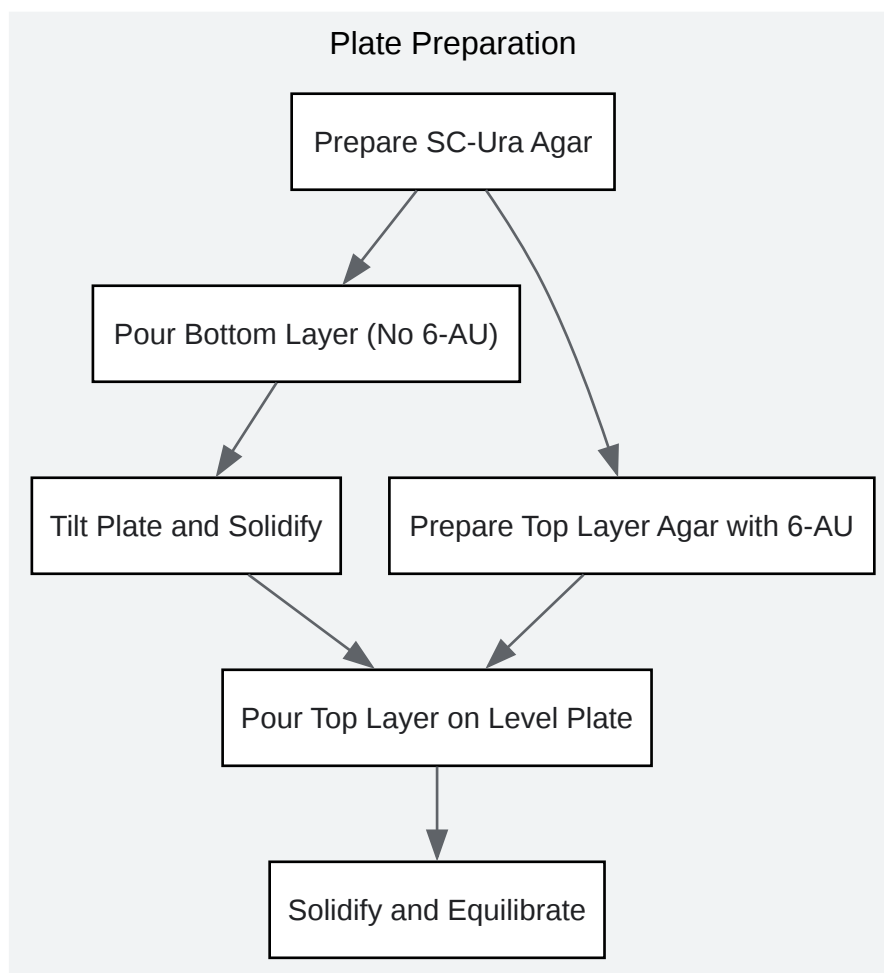 Plate Preparation
Prepare SC-Ura Agar
Pour Bottom Layer (No 6-AU)
Tilt Plate and Solidify
Prepare Top Layer Agar with 6-AU
Pour Top Layer on Level Plate
Solidify and Equilibrate